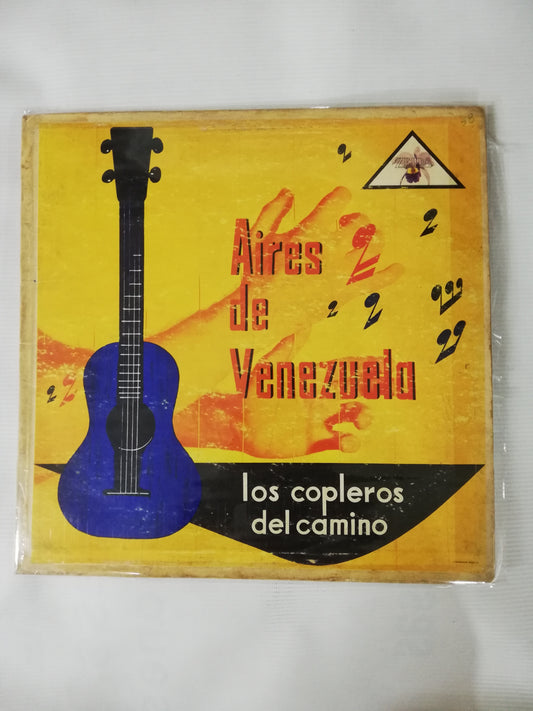 Aires
de
Venezuela
los copleros
del camino